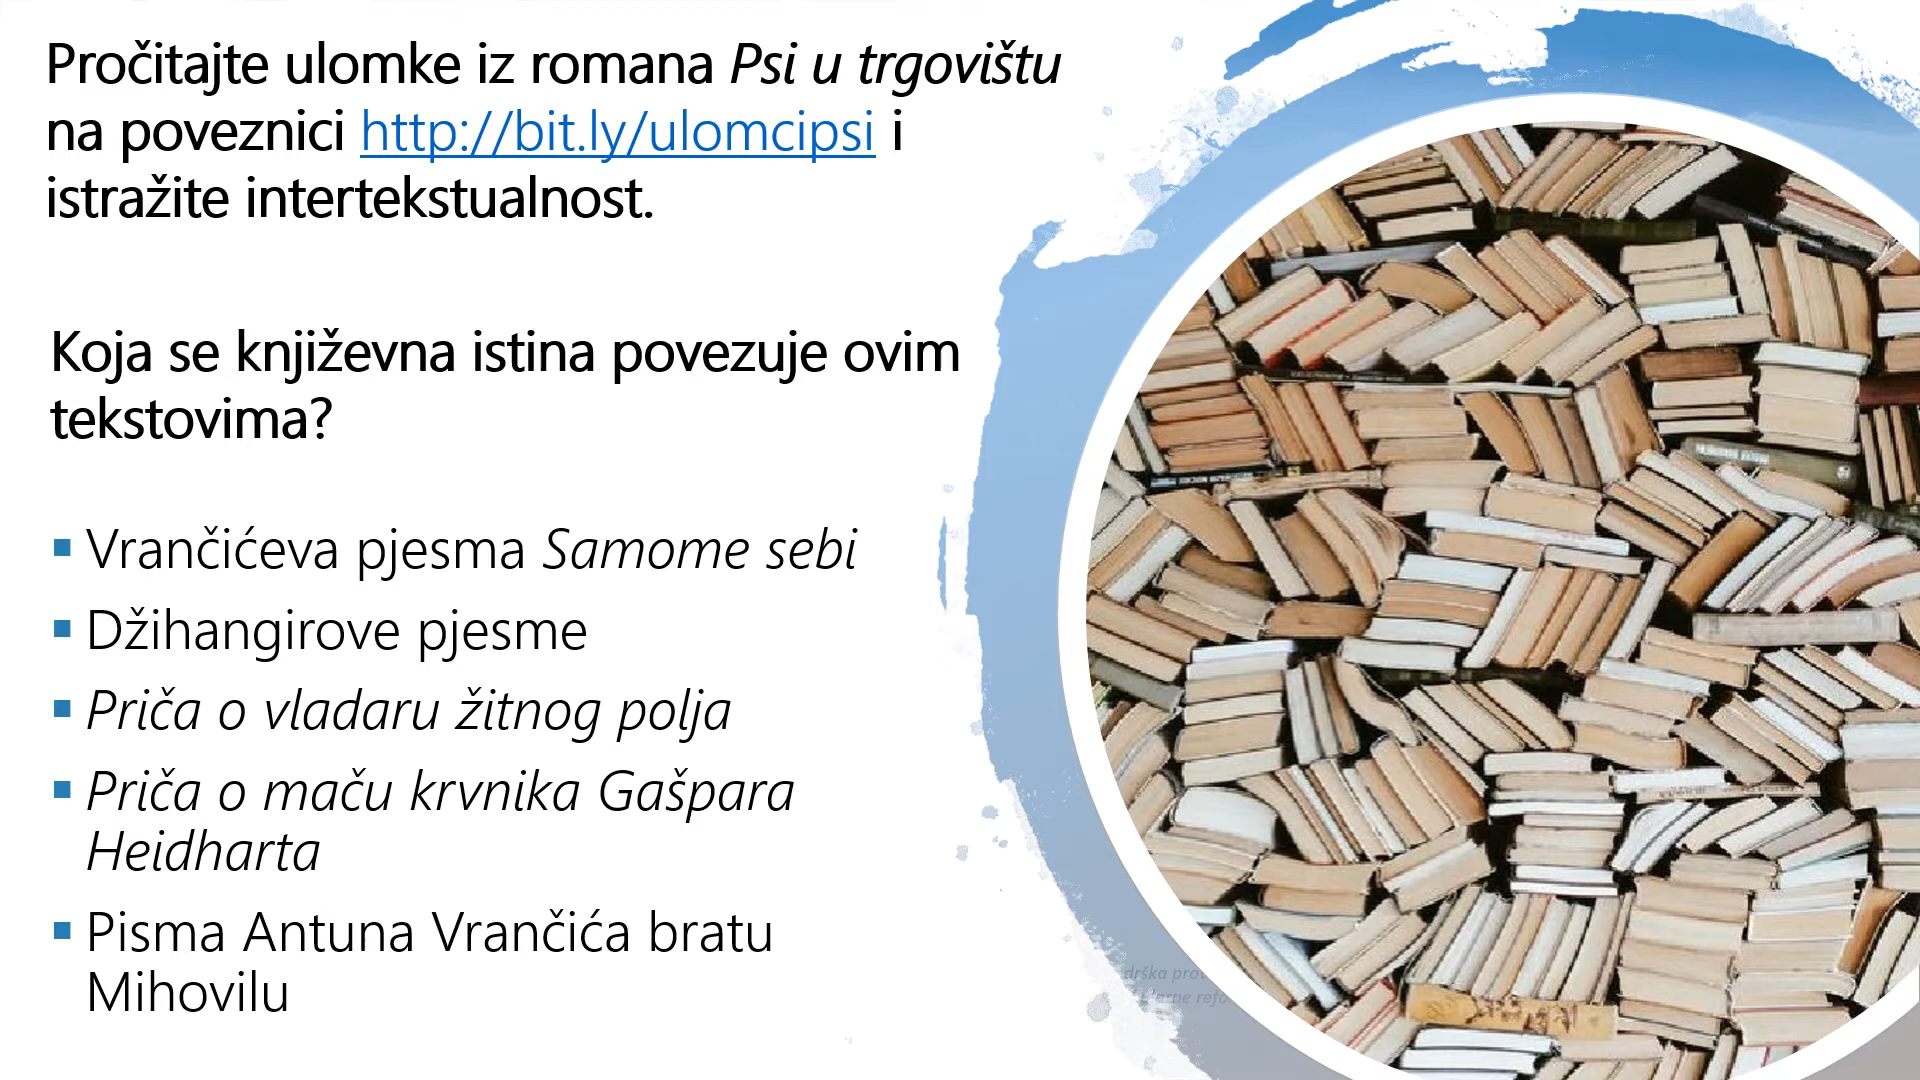 Pročitajte ulomke iz romana Psi u trgovištu
na poveznici http://bit.ly/ulomcipsi i
istražite intertekstualnost.
Koja se književna istina povezuje ovim
tekstovima?
▪ Vrančićeva pjesma Samome sebi
▪ Džihangirove pjesme
▪ Priča o vladaru žitnog polja
▪ Priča o maču krvnika Gašpara
Heidharta
▪ Pisma Antuna Vrančića bratu
Mihovilu